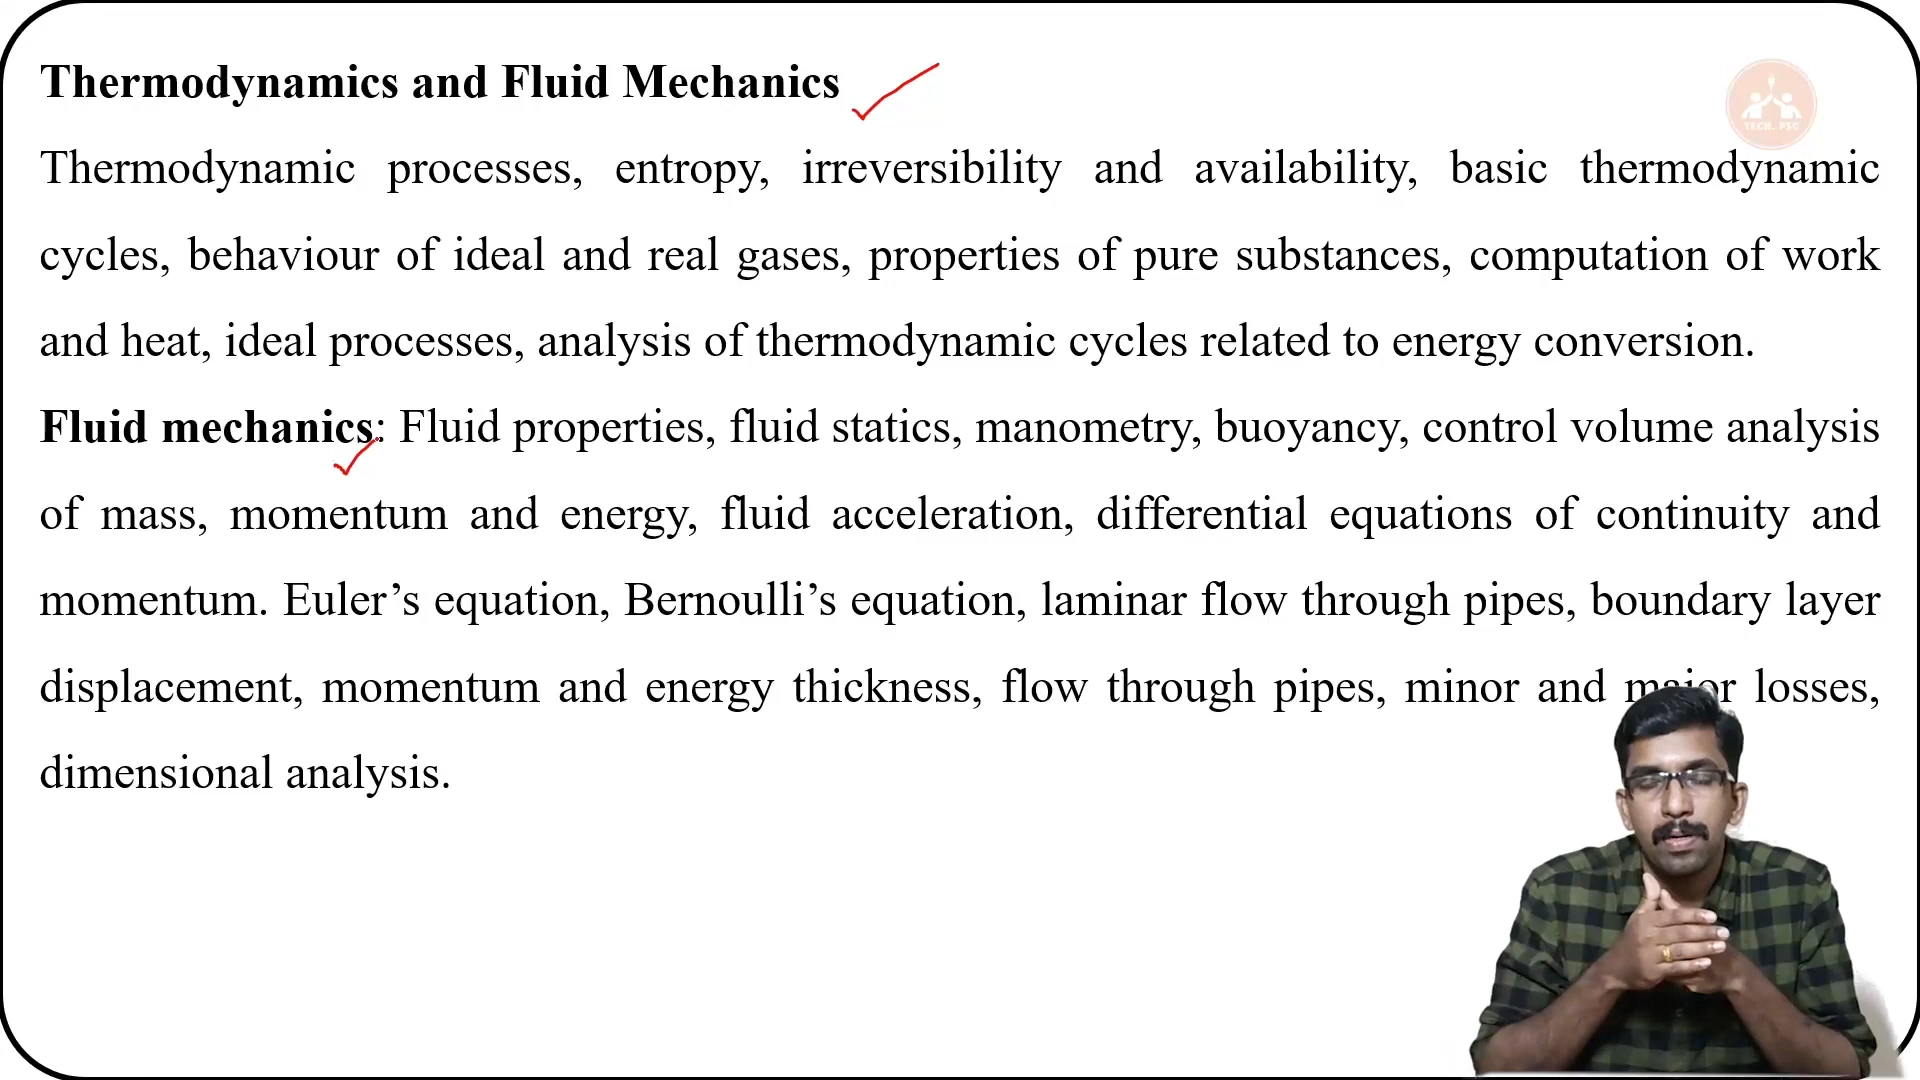 Thermodynamics and Fluid Mechanics
TECH. PSC
Thermodynamic processes, entropy, irreversibility and availability, basic thermodynamic
cycles, behaviour of ideal and real gases, properties of pure substances, computation of work
and heat, ideal processes, analysis of thermodynamic cycles related to energy conversion.
Fluid mechanics: Fluid properties, fluid statics, manometry, buoyancy, control volume analysis
of mass, momentum and energy, fluid acceleration, differential equations of continuity and
momentum. Euler’s equation, Bernoulli’s equation, laminar flow through pipes, boundary layer
displacement, momentum and energy thickness, flow through pipes, minor and major losses,
dimensional analysis.